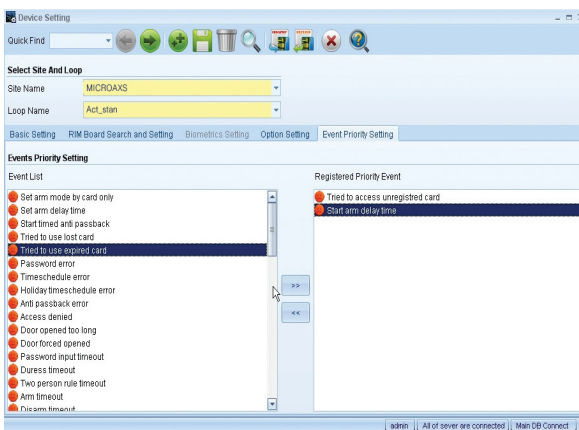 Device Setting
Quick Find
Select Site And Loop
Site Name MICROAXS
Loop Name Act_stan
Basic Setting RIM Board Search and Setting Biometrics Setting Option Setting Event Priority Setting
Events Priority Setting
Event List Registered Priority Event
Set arm mode by card only Tried to access unregistred card
Set arm delay time Start arm delay time
Start timed anti passback
Tried to use lost card
Tried to use expired card
Password error
Timeschedule error
Holiday timeschedule error
>>
Anti passback error
Access denied
<<
Door opened too long
Door forced opened
Password input timeout
Duress timeout
Two person rule timeout
Arm timeout
Disarm timeout
admin All of sever are connected Main DB Connect